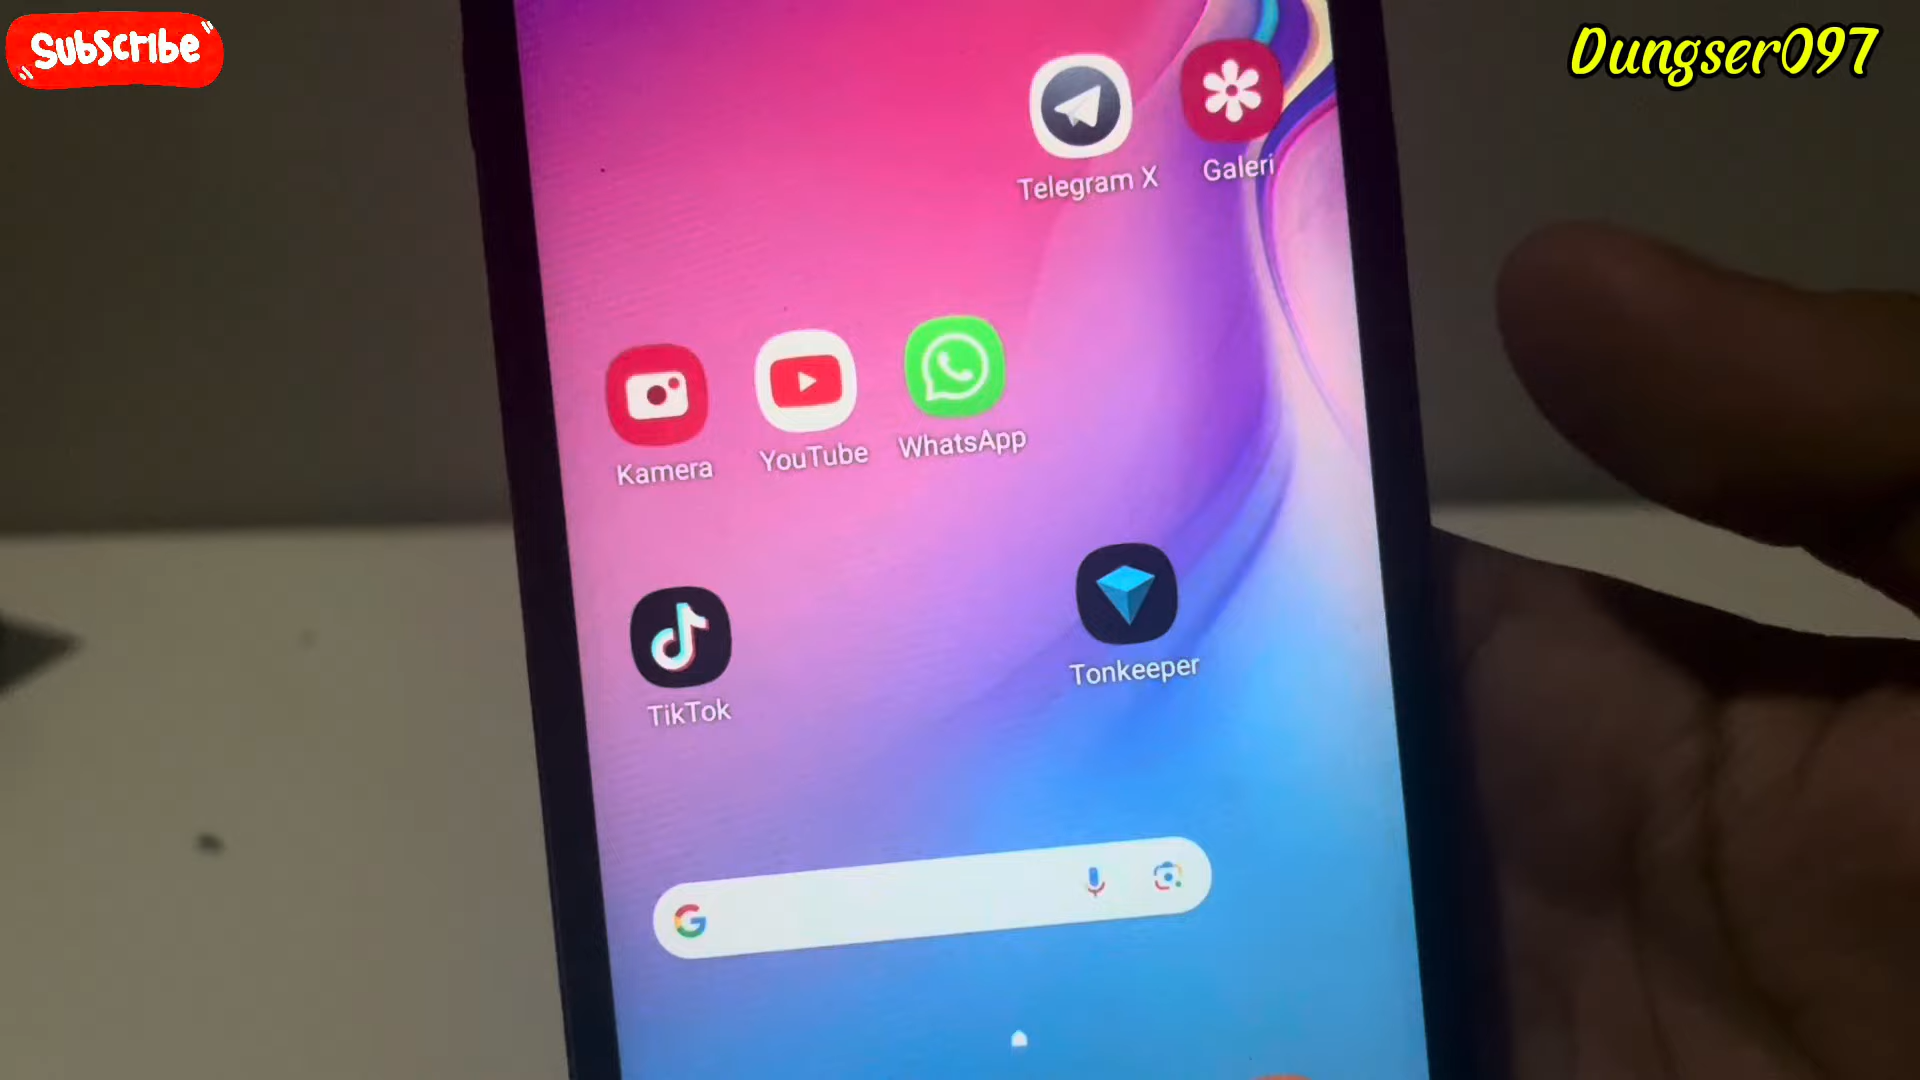 Subscribe
Dungser097
Telegram X
Galeri
Kamera
YouTube
WhatsApp
TikTok
Tonkeeper
G